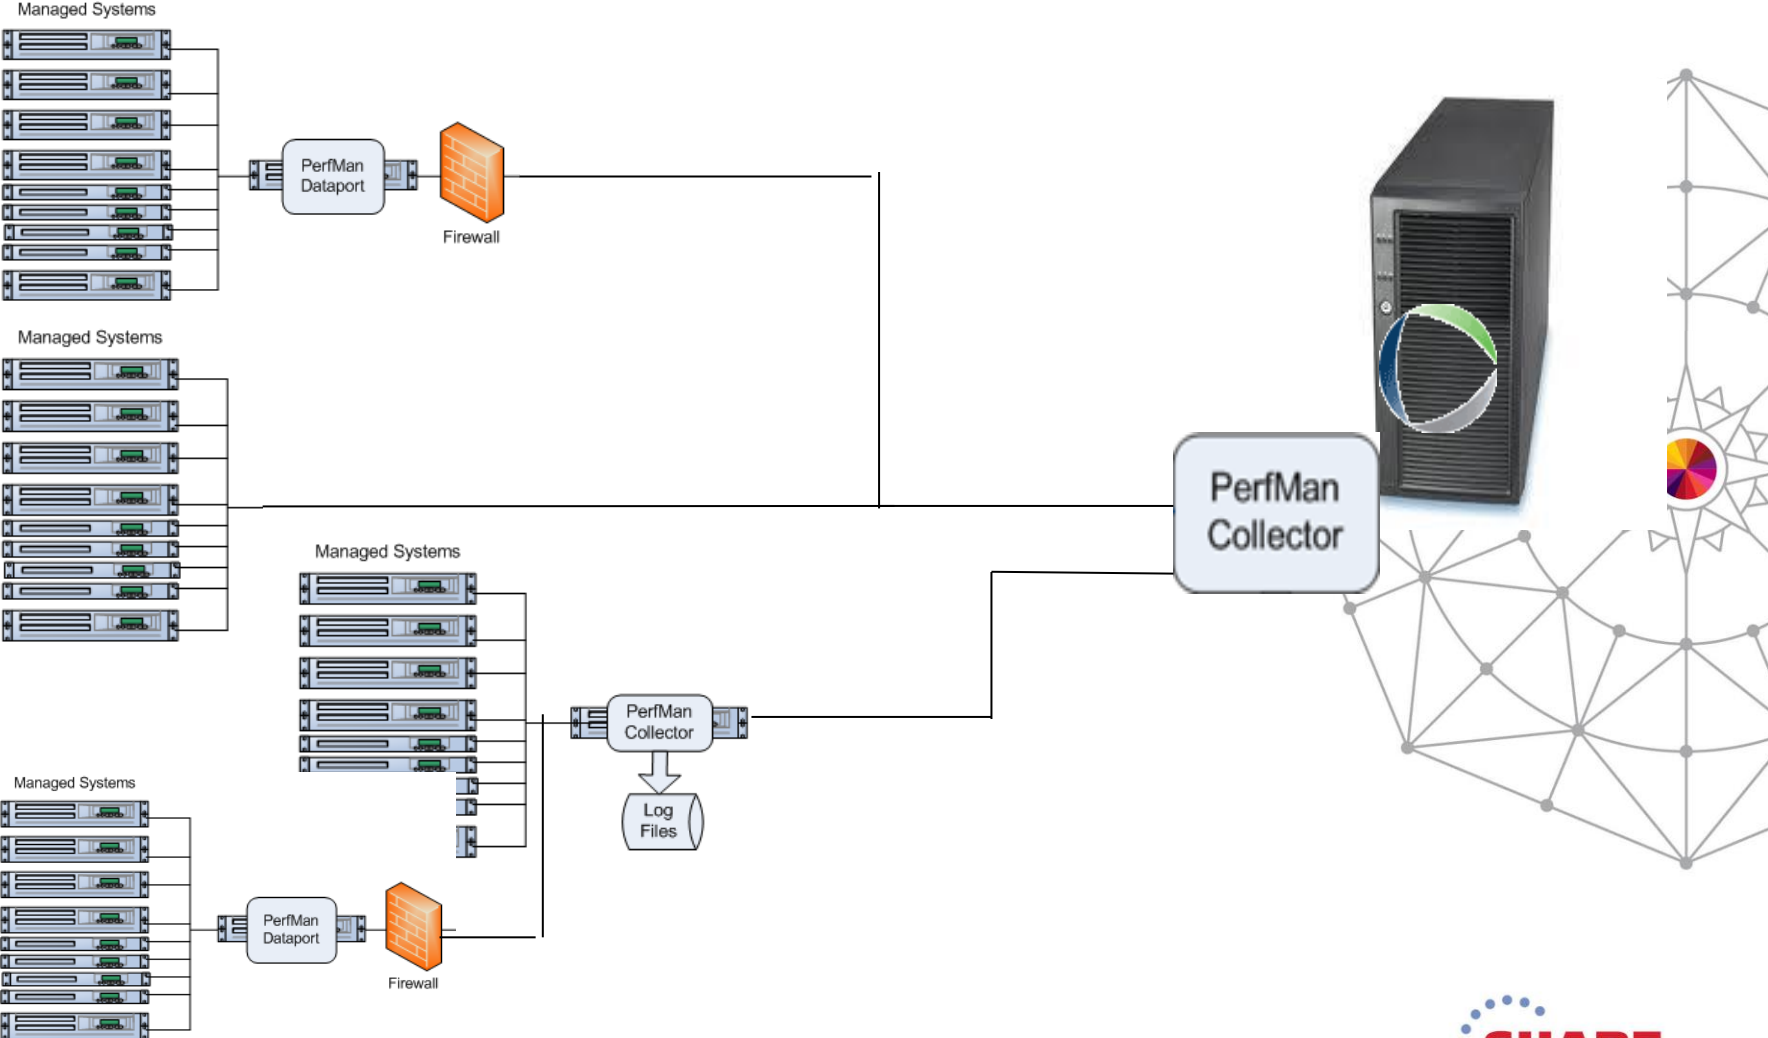 Managed Systems
PerfMan
Dataport
Firewall
Managed Systems
PerfMan
Collector
Managed Systems
PerfMan
Collector
Log
Files
Managed Systems
PerfMan
Dataport
Firewall